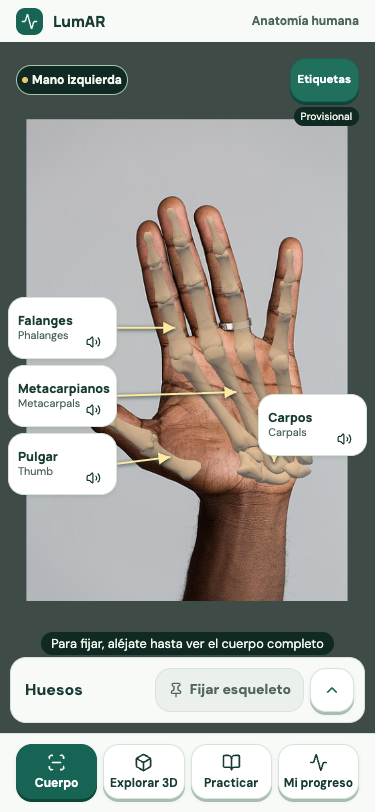 LumAR
Anatomía humana
Mano izquierda
Etiquetas
Provisional
Falanges
Phalanges
Metacarpianos
Metacarpals
Carpos
Carpals
Pulgar
Thumb
Para fijar, aléjate hasta ver el cuerpo completo
Huesos
Fijar esqueleto
Cuerpo
Explorar 3D
Practicar
Mi progreso